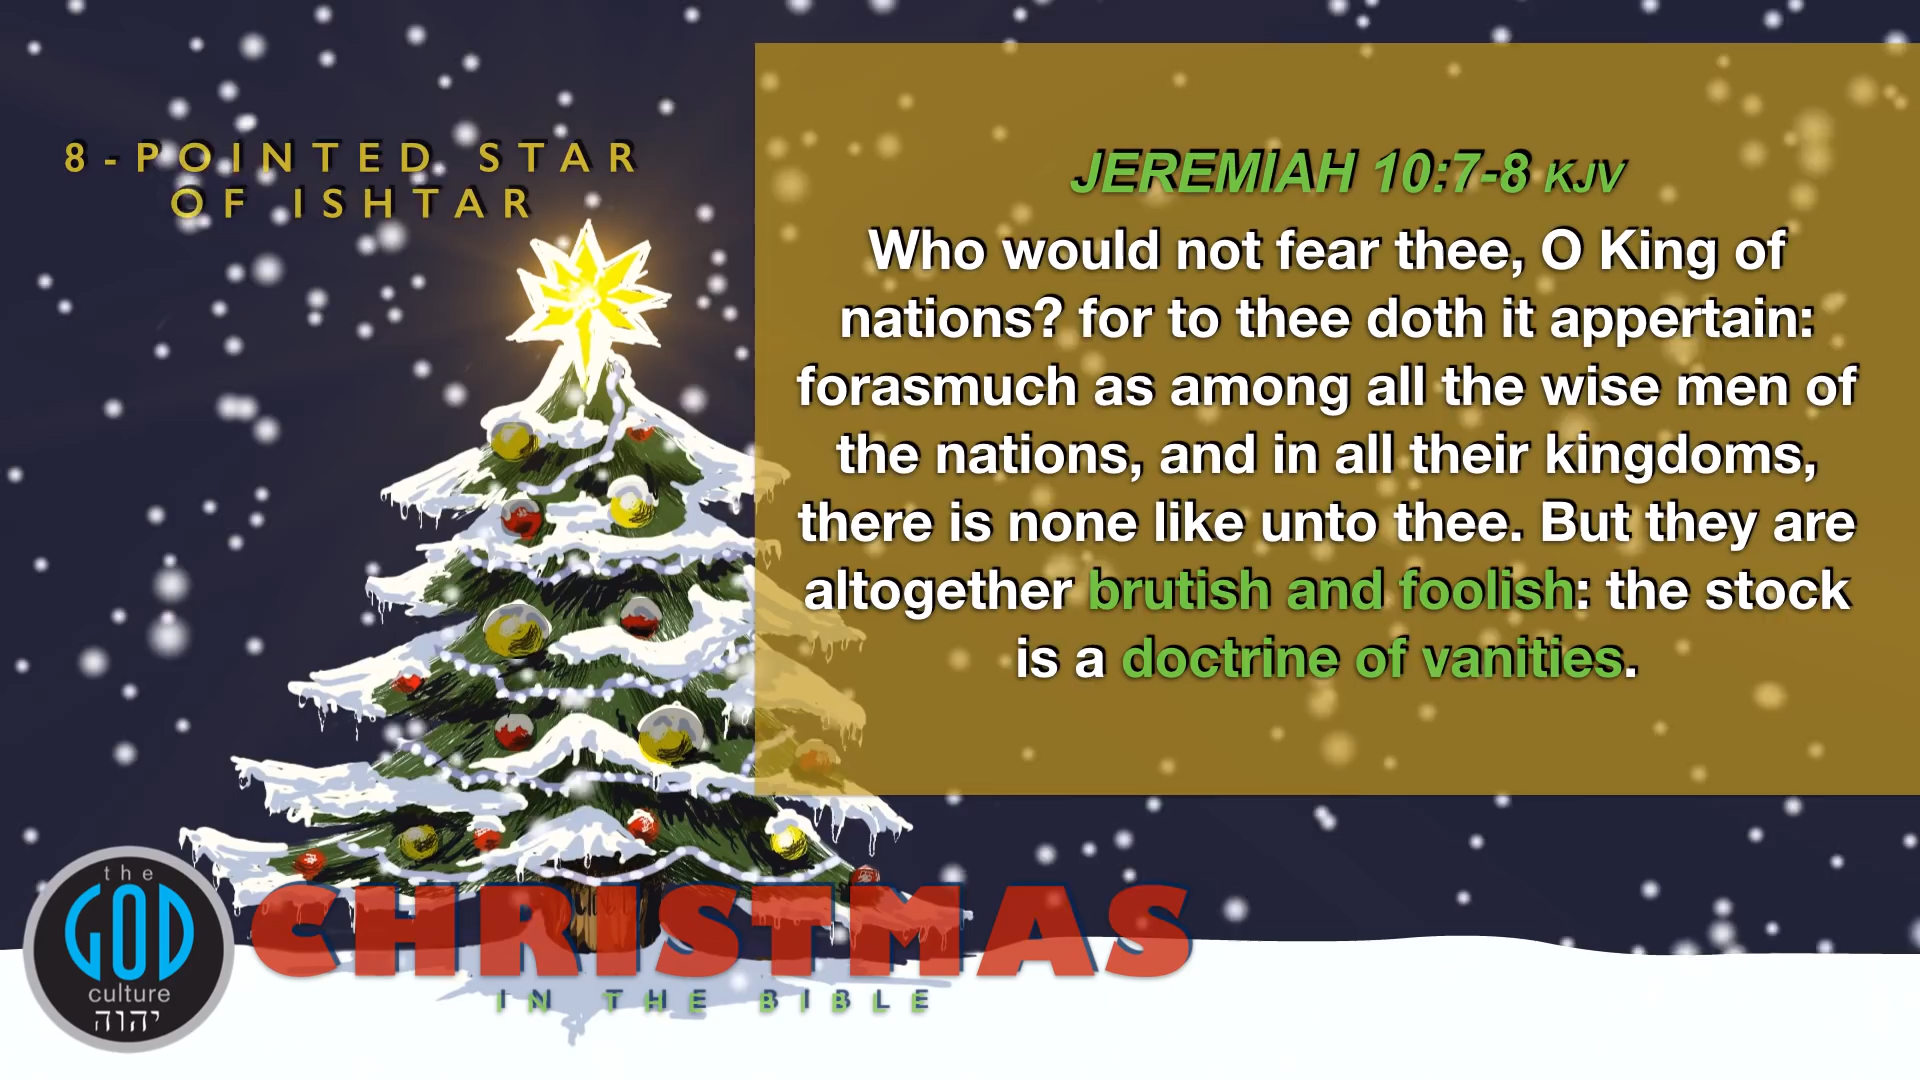 8-POINTED STAR
OF ISHTAR
JEREMIAH 10:7-8 KJV
Who would not fear thee, O King of
nations? for to thee doth it appertain:
forasmuch as among all the wise men of
the nations, and in all their kingdoms,
there is none like unto thee. But they are
altogether brutish and foolish: the stock
is a doctrine of vanities.
the
GOD
culture
יהוה
CHRISTMAS
IN THE BIBLE